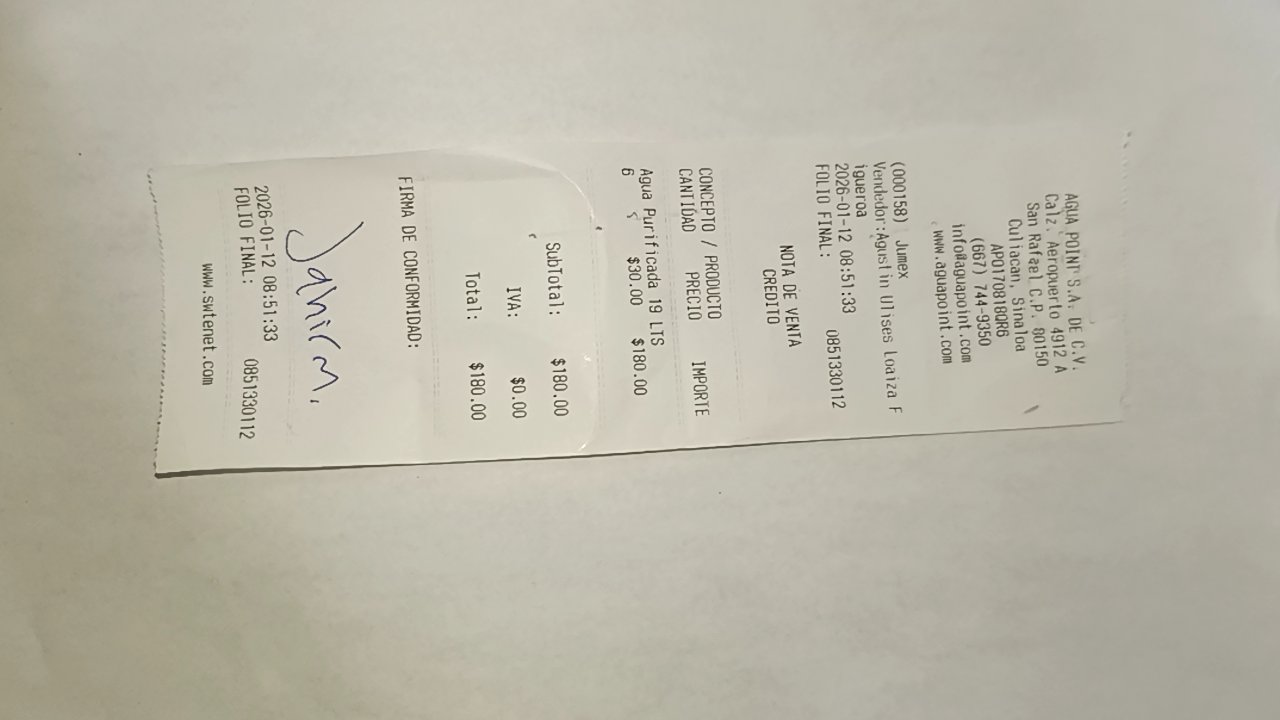 AGUA POINT S.A. DE C.V.
Calz. Aeropuerto 4912 A
San Rafael C.P. 80150
Culiacan, Sinaloa
APO170818QR6
(667) 744-9350
info@aguapoint.com
www.aguapoint.com
(000158) Jumex
Vendedor:Agustin Ulises Loaiza F
igueroa
2026-01-12 08:51:33
FOLIO FINAL: 0851330112
NOTA DE VENTA
CREDITO
CONCEPTO / PRODUCTO
CANTIDAD PRECIO IMPORTE
Agua Purificada 19 LTS
6 $30.00 $180.00
SubTotal: $180.00
IVA: $0.00
Total: $180.00
FIRMA DE CONFORMIDAD:
Jahir M.
2026-01-12 08:51:33
FOLIO FINAL: 0851330112
www.swtenet.com